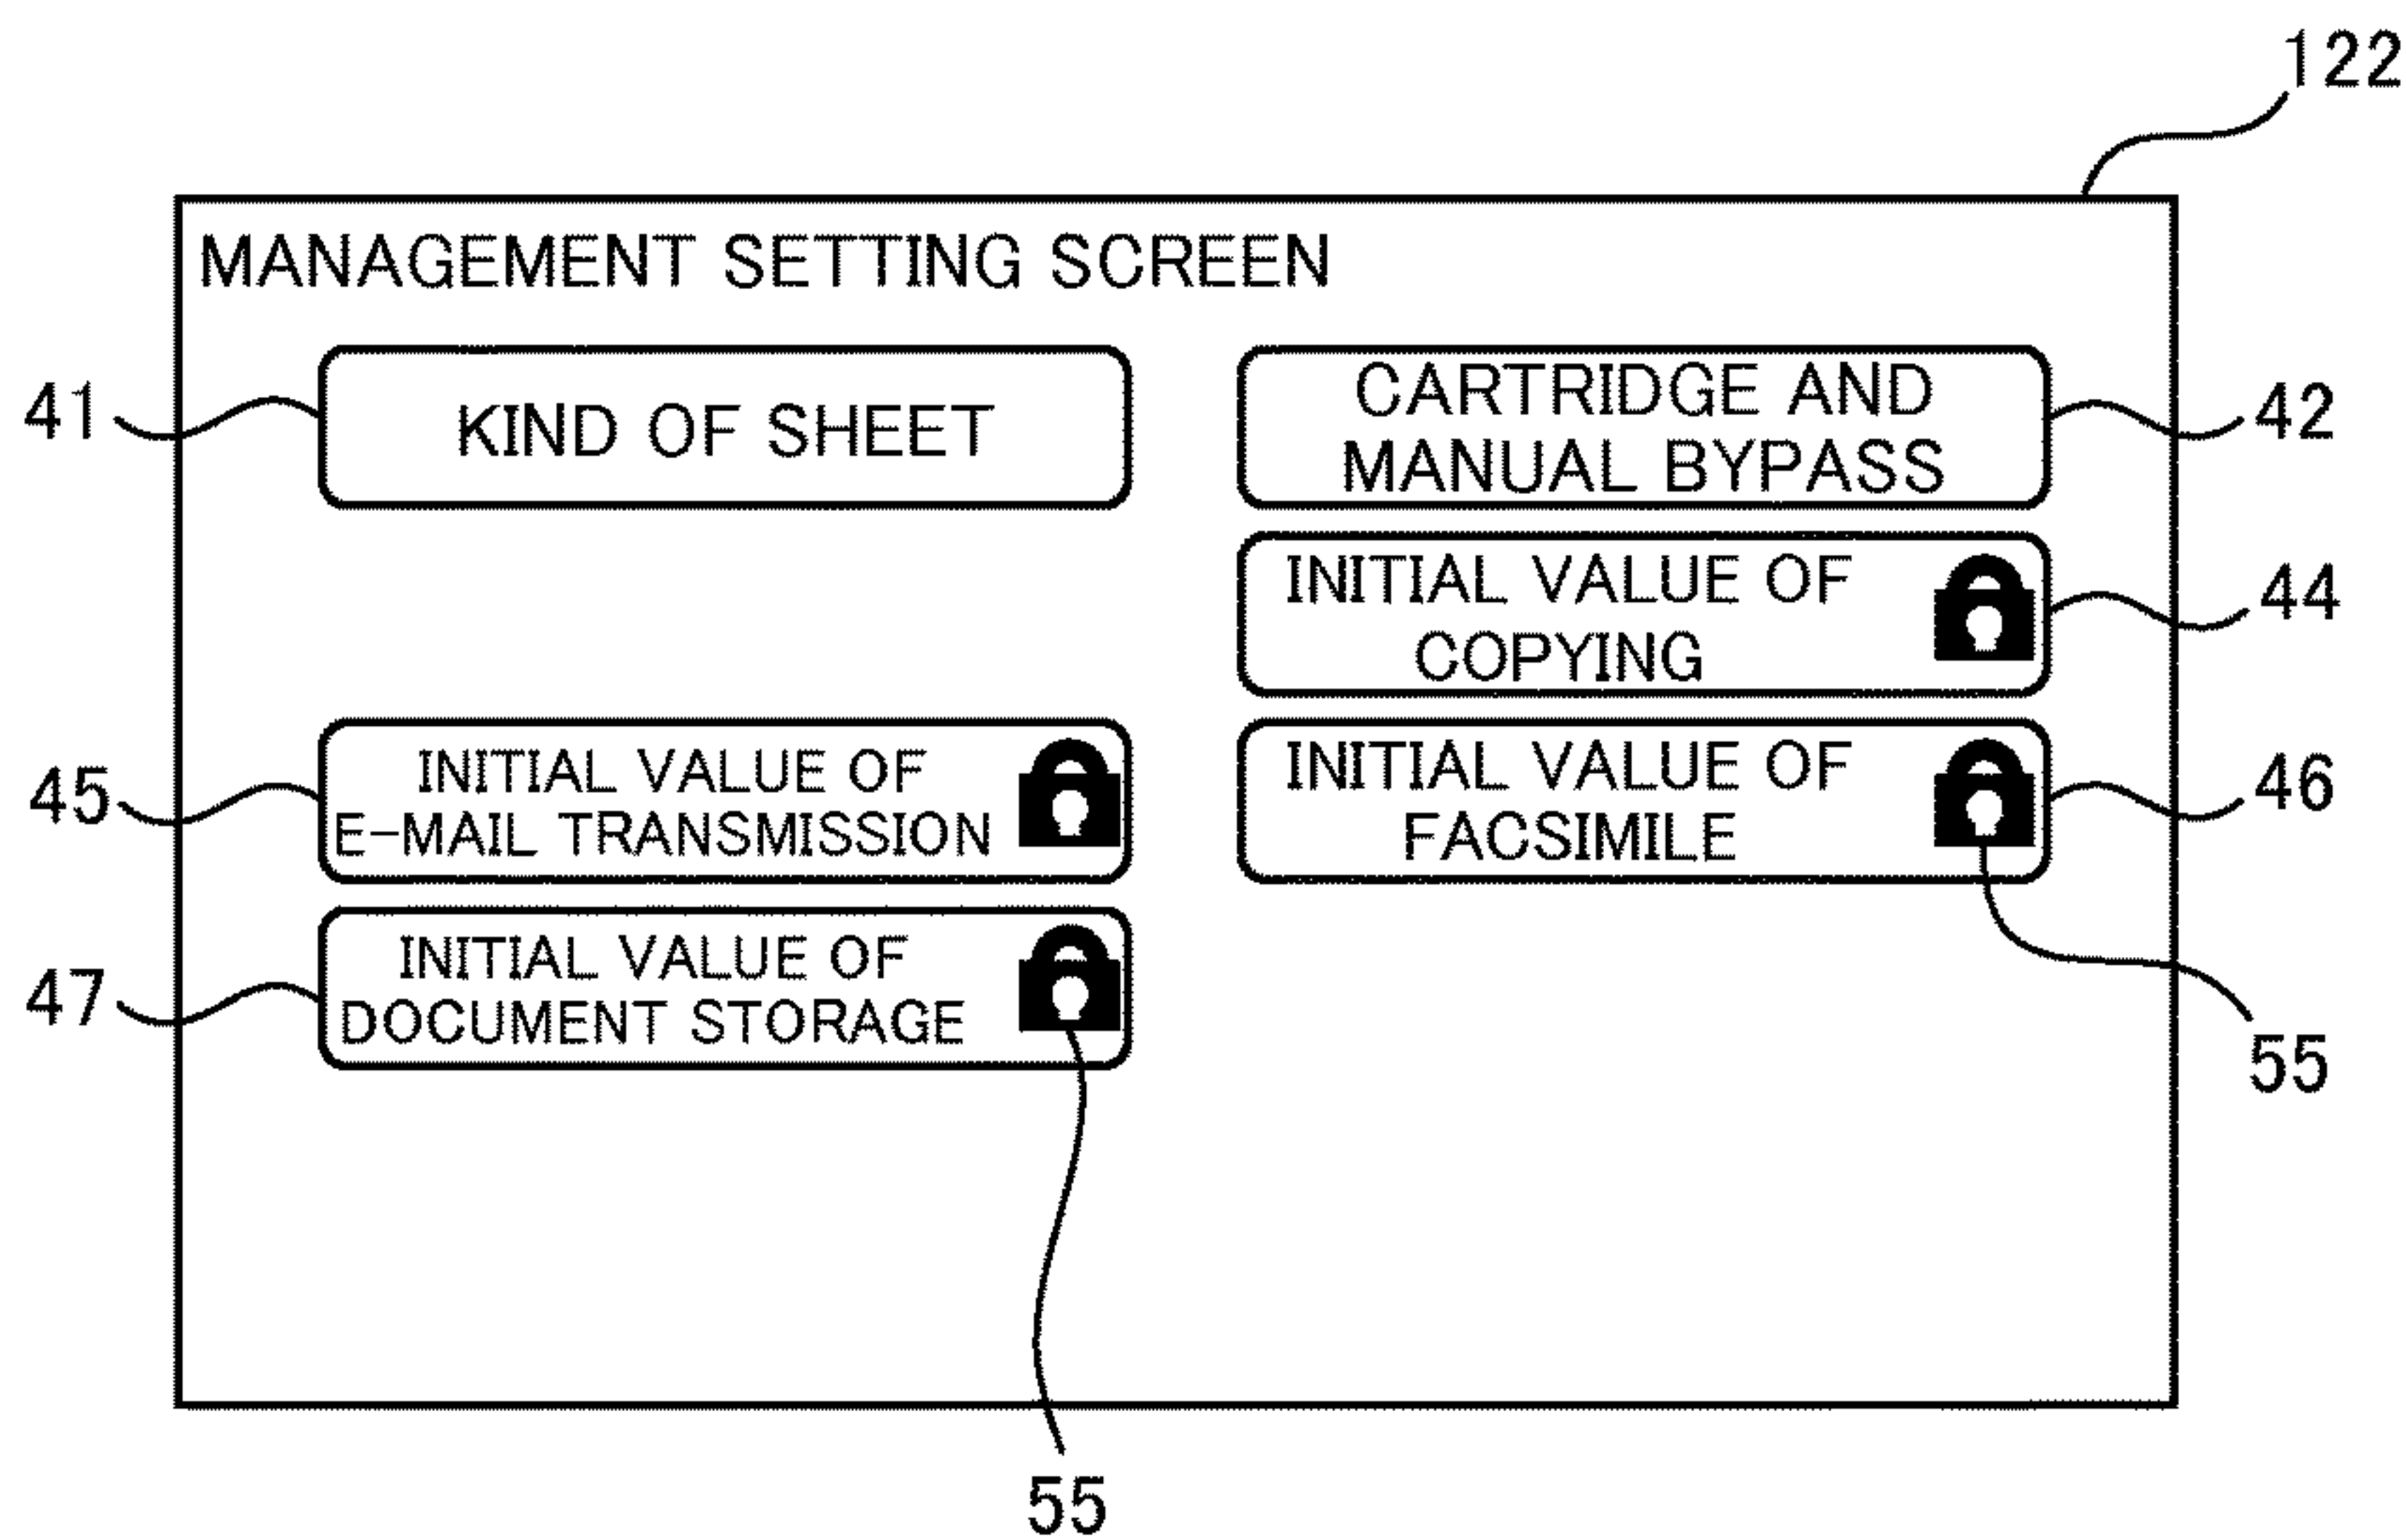 122
MANAGEMENT SETTING SCREEN
41
KIND OF SHEET
CARTRIDGE AND
MANUAL BYPASS
42
INITIAL VALUE OF
COPYING
44
45
INITIAL VALUE OF
E-MAIL TRANSMISSION
INITIAL VALUE OF
FACSIMILE
46
47
INITIAL VALUE OF
DOCUMENT STORAGE
55
55